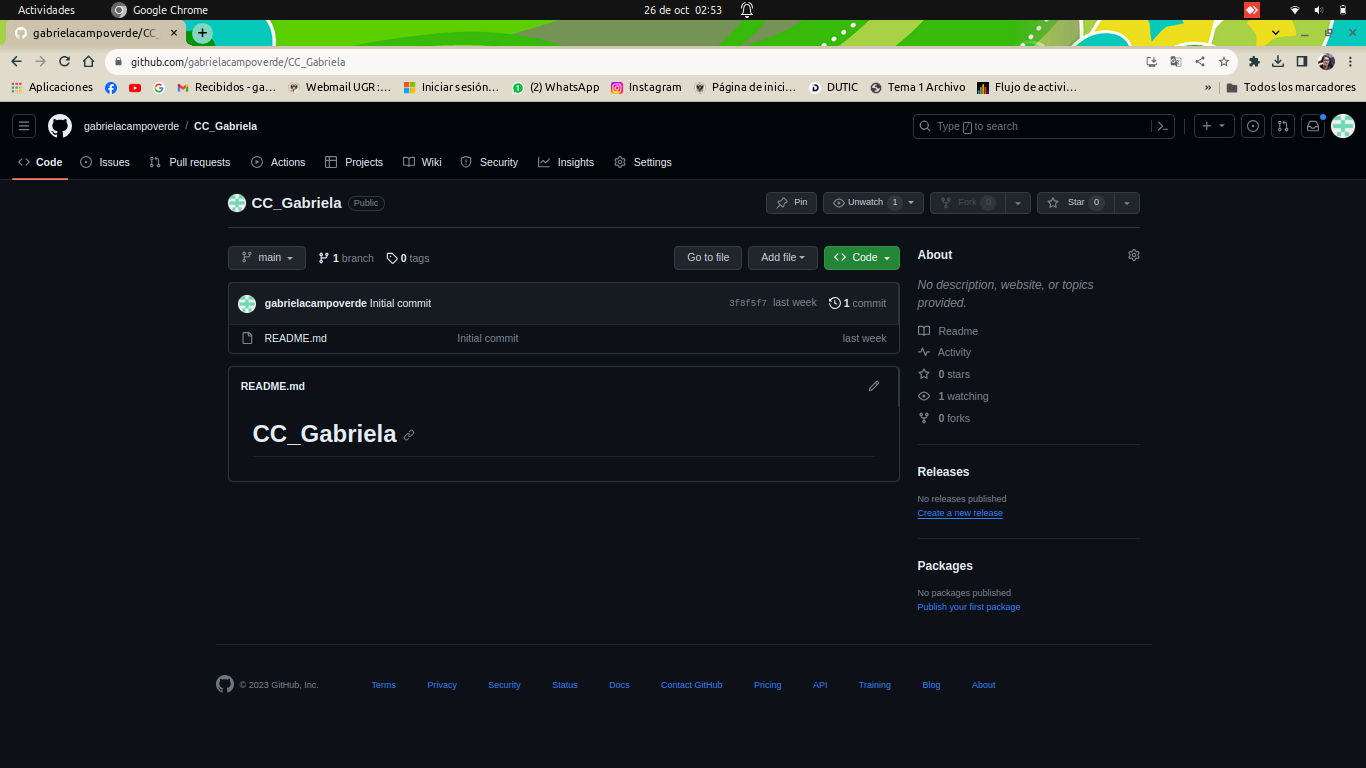 Actividades Google Chrome 26 de oct 02:53
gabrielacampoverde/CC_
github.com/gabrielacampoverde/CC_Gabriela
Aplicaciones Recibidos - ga... Webmail UGR :... Iniciar sesión... (2) WhatsApp Instagram Página de inici... DUTIC Tema 1 Archivo Flujo de activi... » Todos los marcadores
gabrielacampoverde / CC_Gabriela Type / to search
Code Issues Pull requests Actions Projects Wiki Security Insights Settings
CC_Gabriela Public Pin Unwatch 1 Fork 0 Star 0
main 1 branch 0 tags Go to file Add file Code
gabrielacampoverde Initial commit 3f8f5f7 last week 1 commit
README.md Initial commit last week
README.md
CC_Gabriela
About
No description, website, or topics
provided.
Readme
Activity
0 stars
1 watching
0 forks
Releases
No releases published
Create a new release
Packages
No packages published
Publish your first package
© 2023 GitHub, Inc. Terms Privacy Security Status Docs Contact GitHub Pricing API Training Blog About